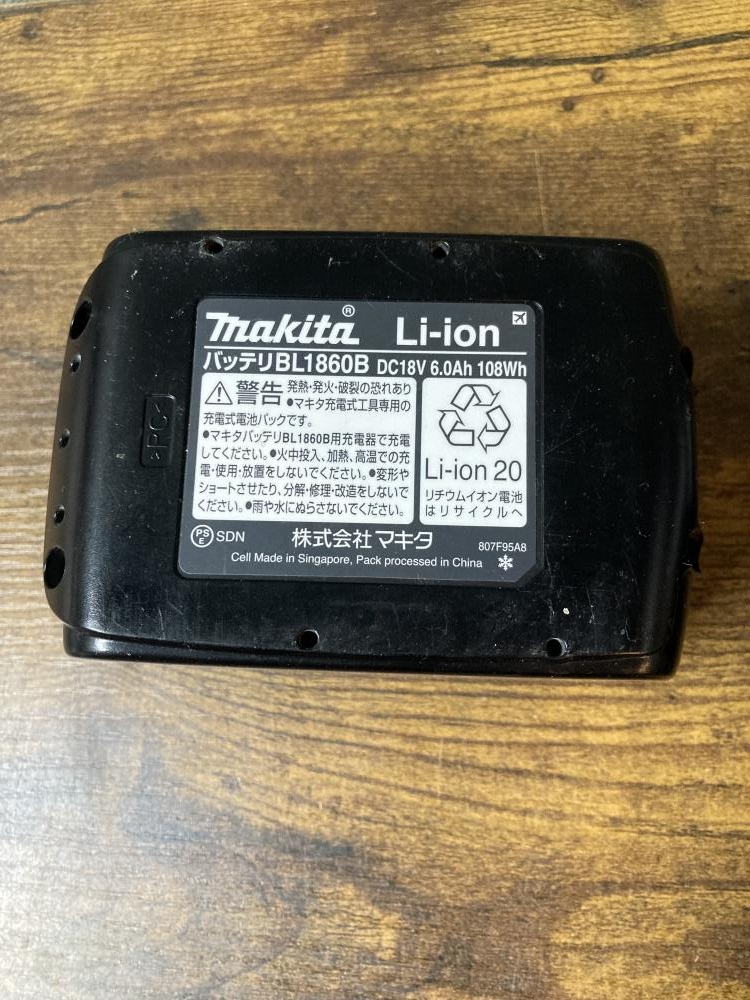 makita® Li-ion
バッテリBL1860B DC18V 6.0Ah 108Wh
警告 発熱・発火・破裂の恐れあり
●マキタ充電式工具専用の
充電式電池パックです。
●マキタバッテリBL1860B用充電器で充電
してください。●火中投入、加熱、高温での充
電・使用・放置をしないでください。●変形や
ショートさせたり、分解・修理・改造をしないで
ください。●雨や水にぬらさないでください。
Li-ion 20
リチウムイオン電池
はリサイクルへ
PSE SDN 株式会社マキタ 807F95A8
Cell Made in Singapore, Pack processed in China
>PC<